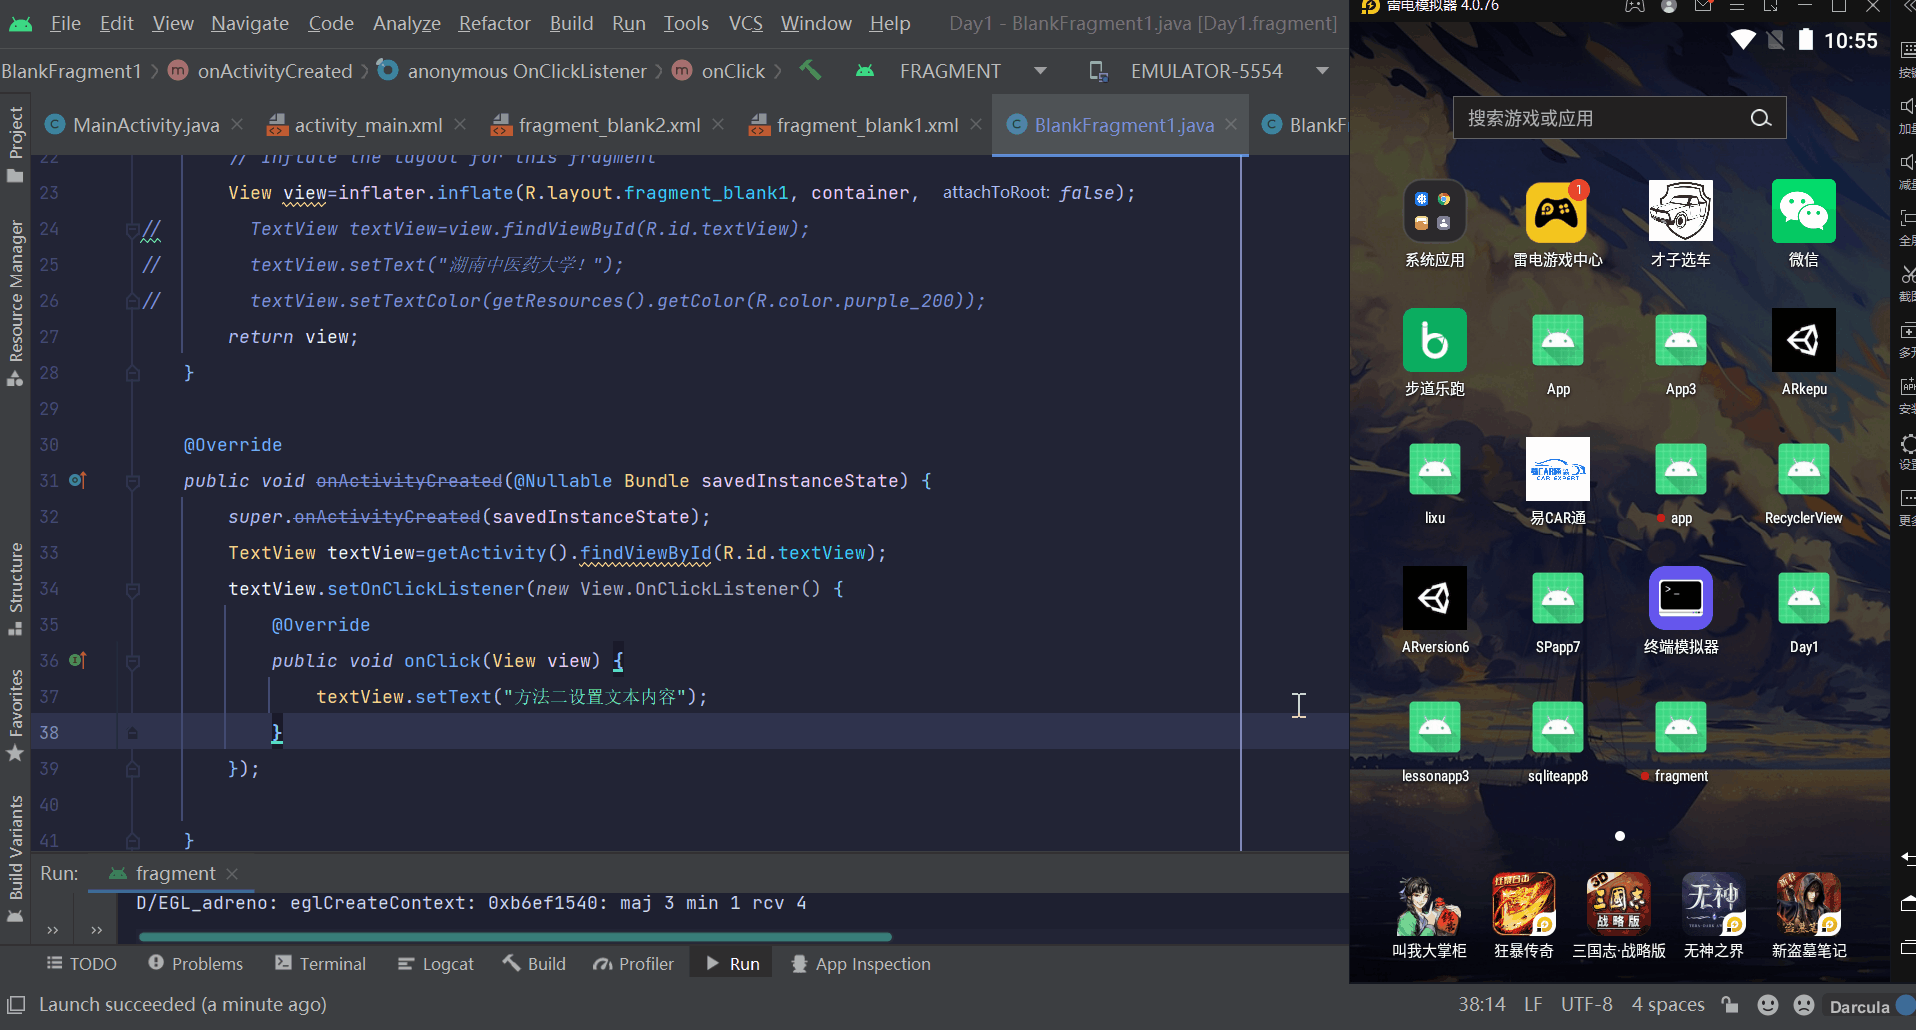 File Edit View Navigate Code Analyze Refactor Build Run Tools VCS Window Help Day1 - BlankFragment1.java [Day1.fragment]
BlankFragment1 m onActivityCreated anonymous OnClickListener m onClick FRAGMENT EMULATOR-5554
C MainActivity.java activity_main.xml fragment_blank2.xml fragment_blank1.xml C BlankFragment1.java C BlankF
Project
Resource Manager
Structure
Favorites
Build Variants
22 // Inflate the layout for this fragment
23 View view=inflater.inflate(R.layout.fragment_blank1, container, attachToRoot: false);
24 // TextView textView=view.findViewById(R.id.textView);
25 // textView.setText("湖南中医药大学！");
26 // textView.setTextColor(getResources().getColor(R.color.purple_200));
27 return view;
28 }
29
30 @Override
31 public void onActivityCreated(@Nullable Bundle savedInstanceState) {
32 super.onActivityCreated(savedInstanceState);
33 TextView textView=getActivity().findViewById(R.id.textView);
34 textView.setOnClickListener(new View.OnClickListener() {
35 @Override
36 public void onClick(View view) {
37 textView.setText("方法二设置文本内容");
38 }
39 });
40
41 }
Run: fragment
D/EGL_adreno: eglCreateContext: 0xb6ef1540: maj 3 min 1 rcv 4
TODO Problems Terminal Logcat Build Profiler Run App Inspection
Launch succeeded (a minute ago)
38:14 LF UTF-8 4 spaces Darcula
雷电模拟器 4.0.76
10:55
搜索游戏或应用
1
系统应用 雷电游戏中心 才子选车 微信
步道乐跑 App App3 ARkepu
CAR EXPERT
lixu 易CAR通 app RecyclerView
ARversion6 SPapp7 终端模拟器 Day1
lessonapp3 sqliteapp8 fragment
叫我大掌柜 狂暴传奇 三国志·战略版 无神之界 新盗墓笔记